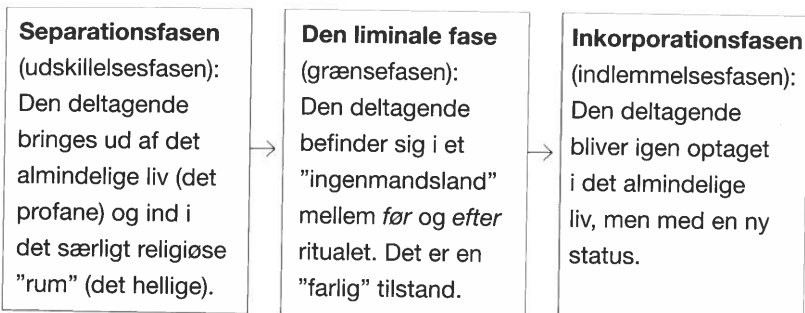 Separationsfasen
(udskillelsesfasen):
Den deltagende
bringes ud af det
almindelige liv (det
profane) og ind i
det særligt religiøse
"rum" (det hellige).
Den liminale fase
(grænsefasen):
Den deltagende
befinder sig i et
"ingenmandsland"
mellem før og efter
ritualet. Det er en
"farlig" tilstand.
Inkorporationsfasen
(indlemmelsesfasen):
Den deltagende
bliver igen optaget
i det almindelige
liv, men med en ny
status.